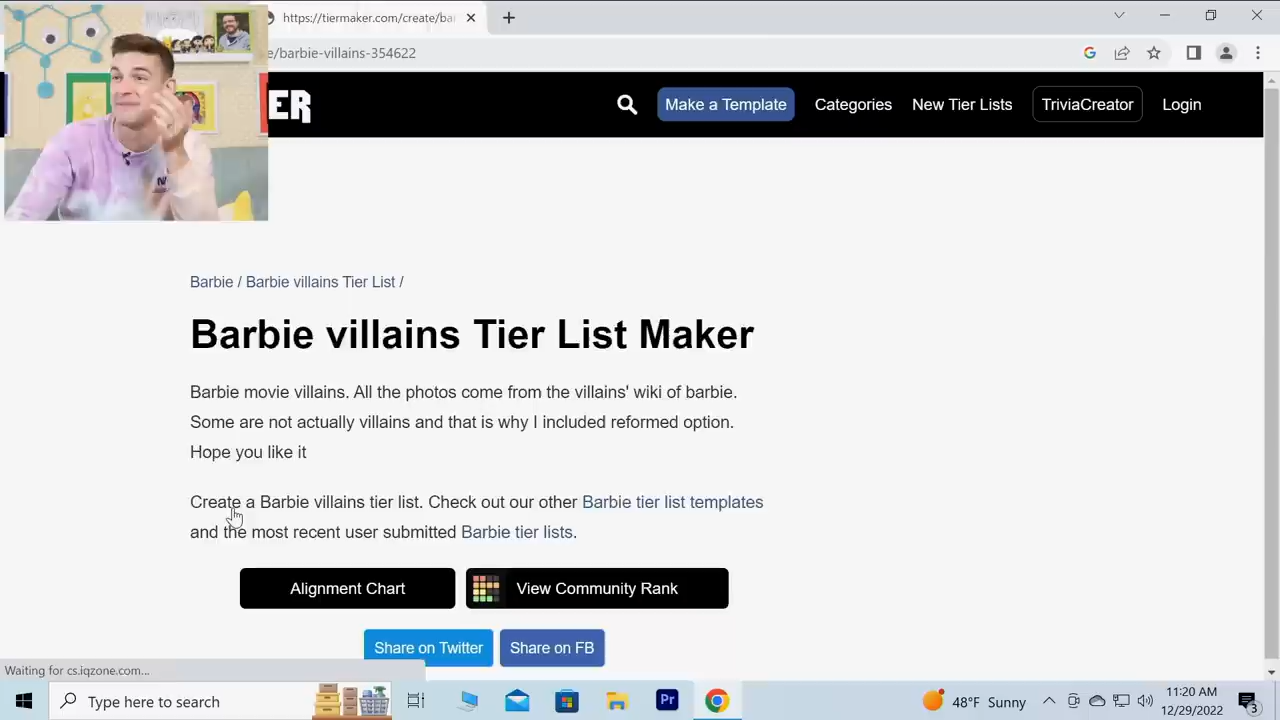 https://tiermaker.com/create/ba
e/barbie-villains-354622
ER
Make a Template
Categories
New Tier Lists
TriviaCreator
Login
Barbie / Barbie villains Tier List /
Barbie villains Tier List Maker
Barbie movie villains. All the photos come from the villains' wiki of barbie.
Some are not actually villains and that is why I included reformed option.
Hope you like it
Create a Barbie villains tier list. Check out our other Barbie tier list templates
and the most recent user submitted Barbie tier lists.
Alignment Chart
View Community Rank
Share on Twitter
Share on FB
Waiting for cs.iqzone.com...
Type here to search
Pr
48°F Sunny
11:20 AM
12/29/2022
3